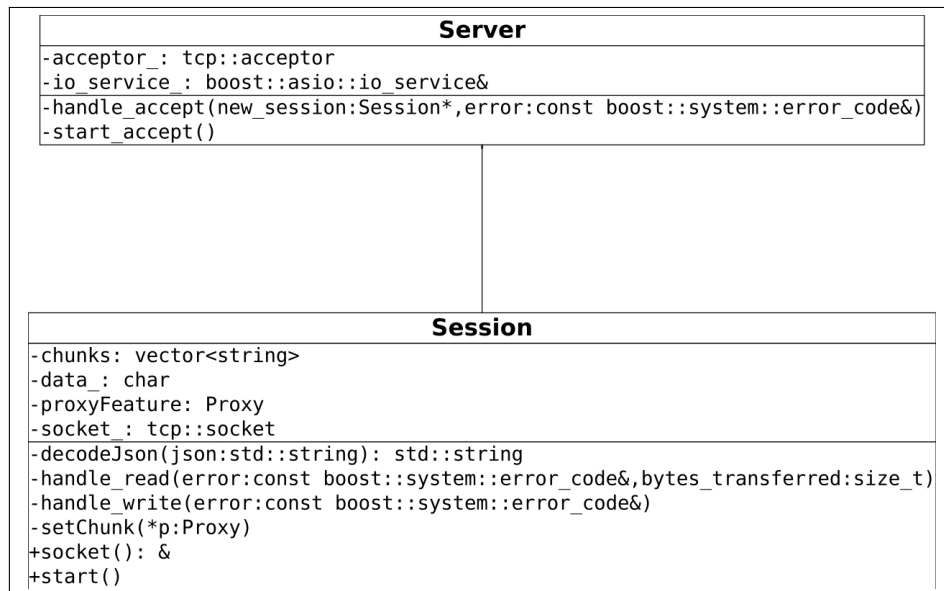 Server
-acceptor_: tcp::acceptor
-io_service_: boost::asio::io_service&
-handle_accept(new_session:Session*,error:const boost::system::error_code&)
-start_accept()
Session
-chunks: vector<string>
-data_: char
-proxyFeature: Proxy
-socket_: tcp::socket
-decodeJson(json:std::string): std::string
-handle_read(error:const boost::system::error_code&,bytes_transferred:size_t)
-handle_write(error:const boost::system::error_code&)
-setChunk(*p:Proxy)
+socket(): &
+start()